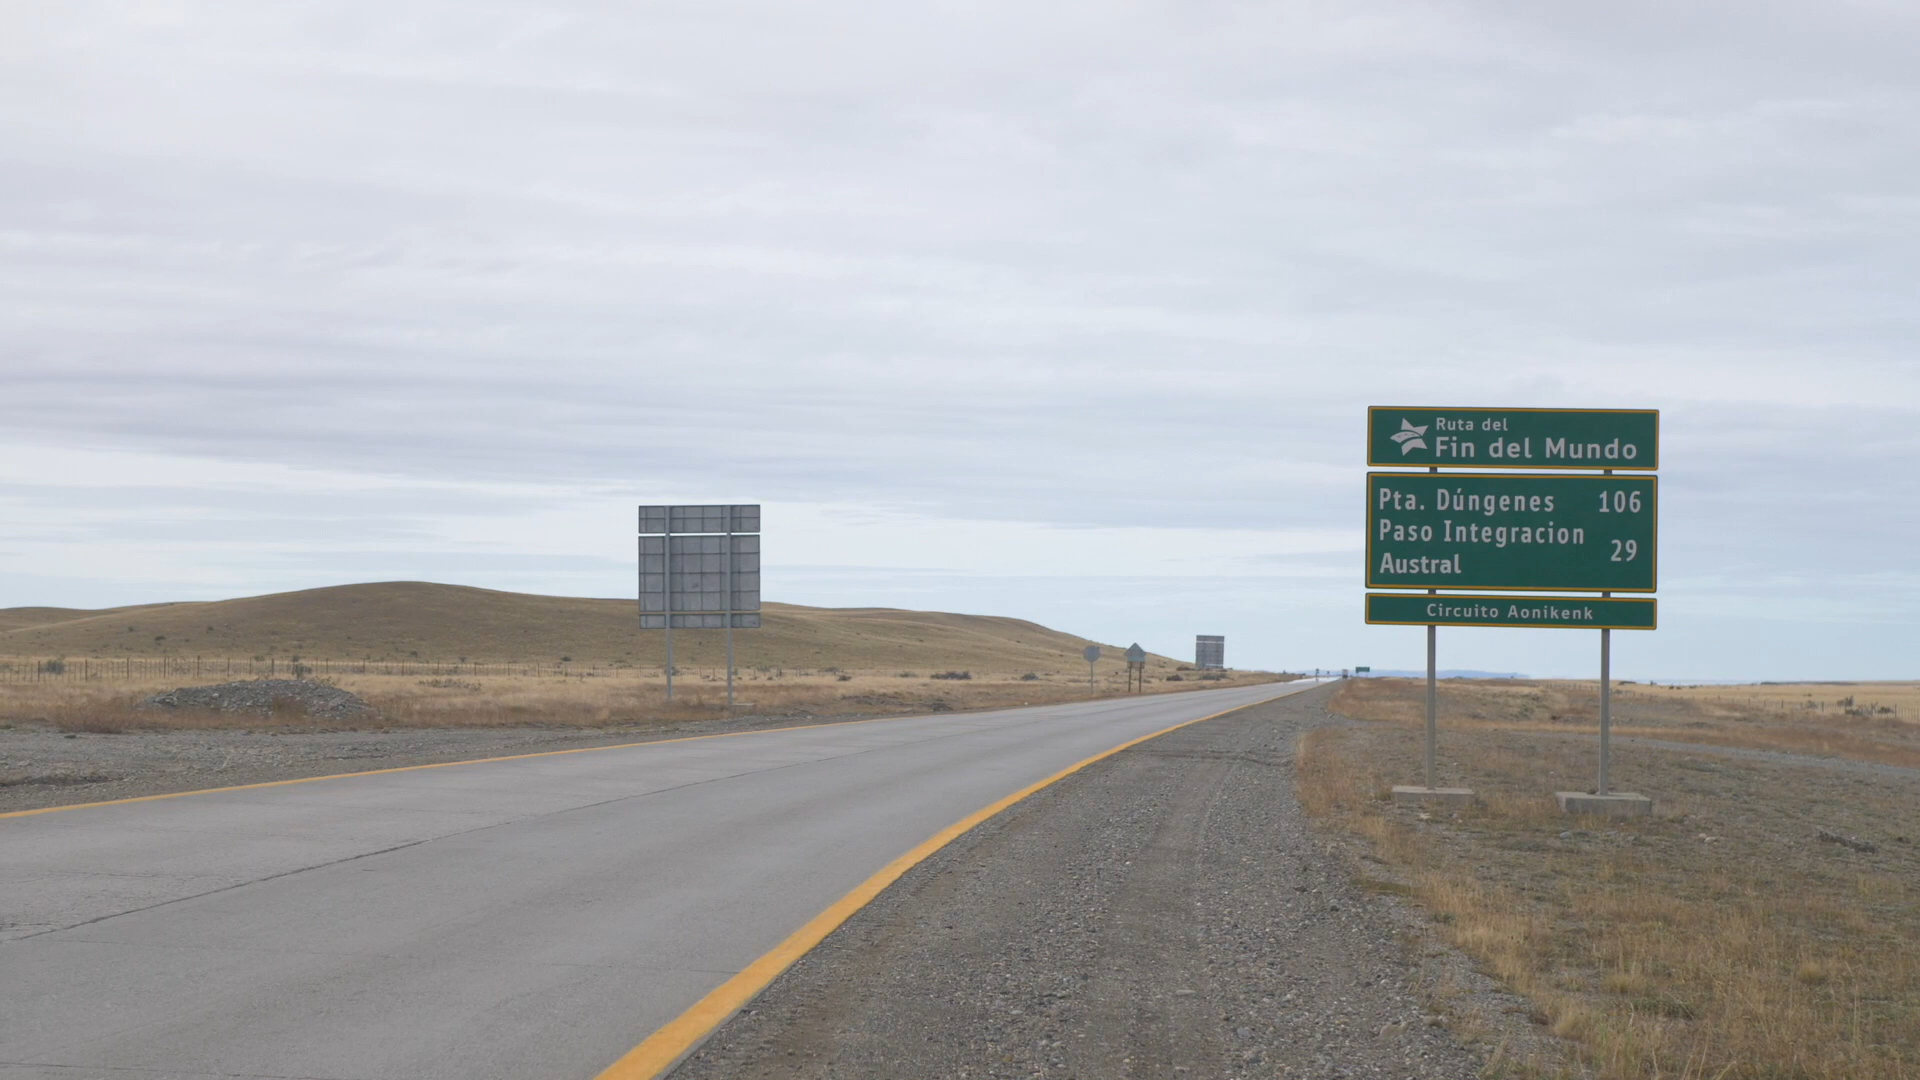 Ruta del
Fin del Mundo
Pta. Dúngenes 106
Paso Integracion
Austral 29
Circuito Aonikenk